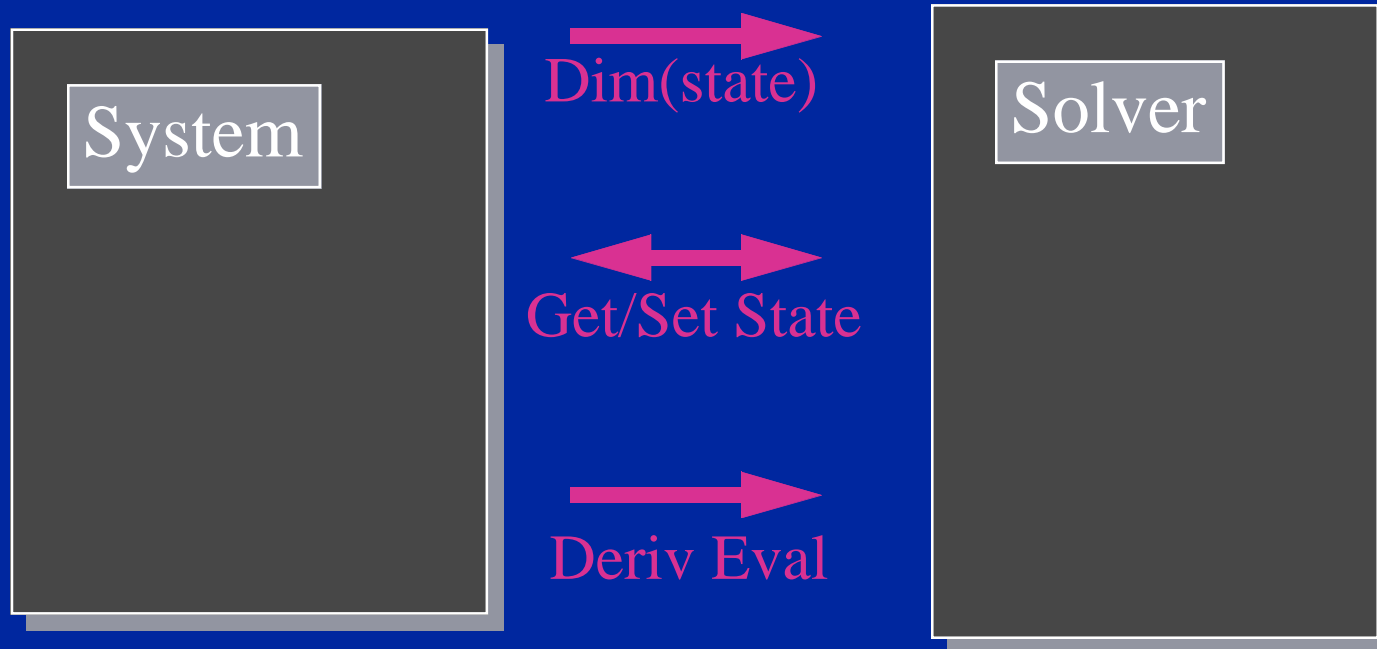 System
Dim(state)
Get/Set State
Deriv Eval
Solver